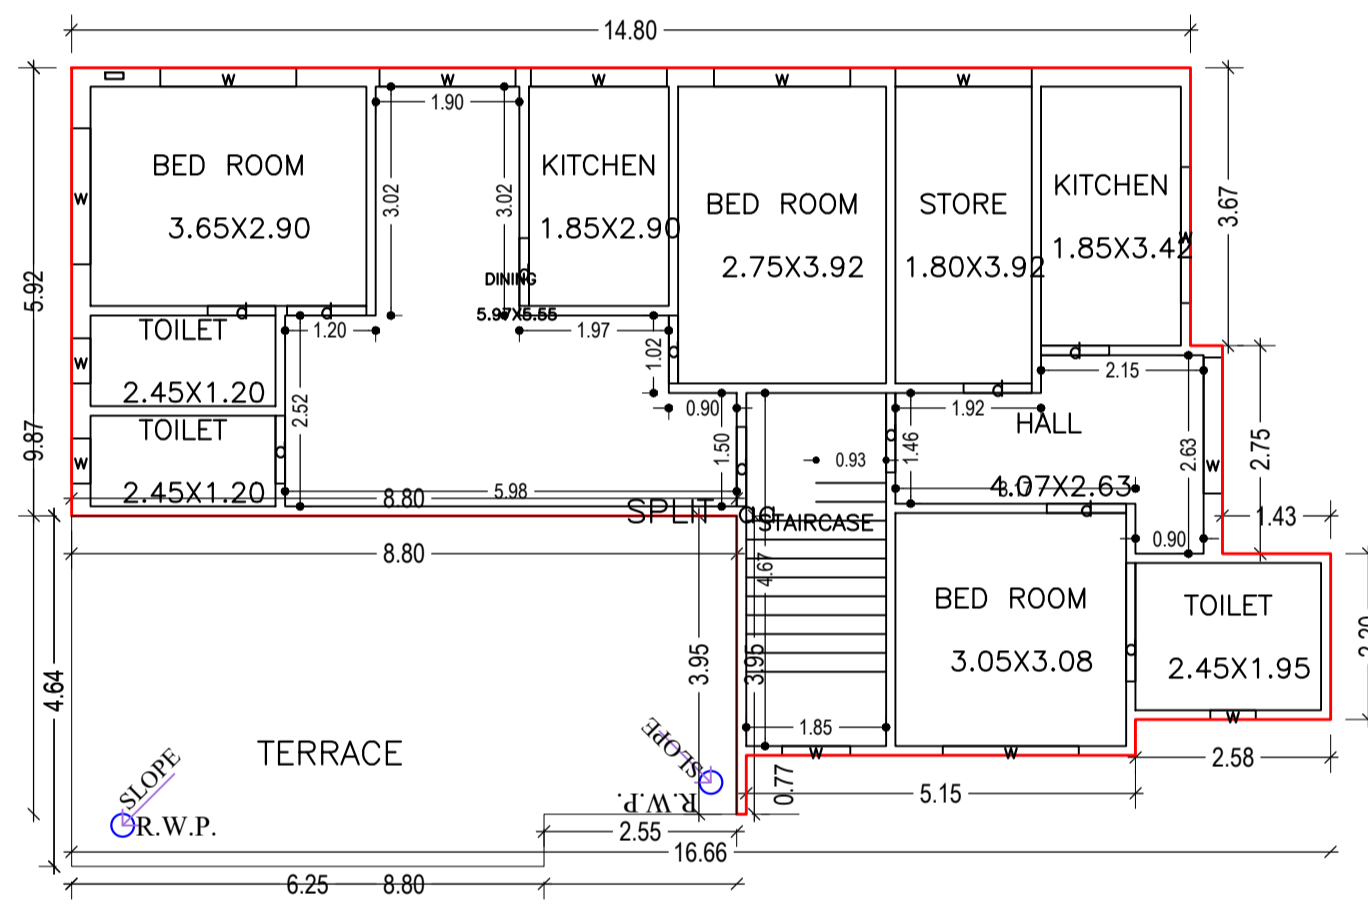 14.80
W
W
W
W
W
1.90
BED ROOM
3.65X2.90
3.02
3.02
KITCHEN
1.85X2.90
BED ROOM
2.75X3.92
STORE
1.80X3.92
KITCHEN
1.85X3.42
W
W
3.67
5.92
DINING
5.97X5.55
d
d
d
TOILET
2.45X1.20
1.20
1.97
1.02
d
d
2.15
W
2.52
0.90
1.50
1.92
d
HALL
4.07X2.63
1.46
0.93
2.63
2.75
W
9.87
TOILET
2.45X1.20
W
d
d
d
8.80
5.98
SPLIT
STAIRCASE
d
1.43
8.80
4.67
0.90
BED ROOM
3.05X3.08
TOILET
2.45X1.95
d
2.20
4.64
3.95
3.95
TERRACE
SLOPE
R.W.P.
SLOPE
R.W.P.
1.85
W
W
W
0.77
5.15
2.58
2.55
16.66
6.25
8.80